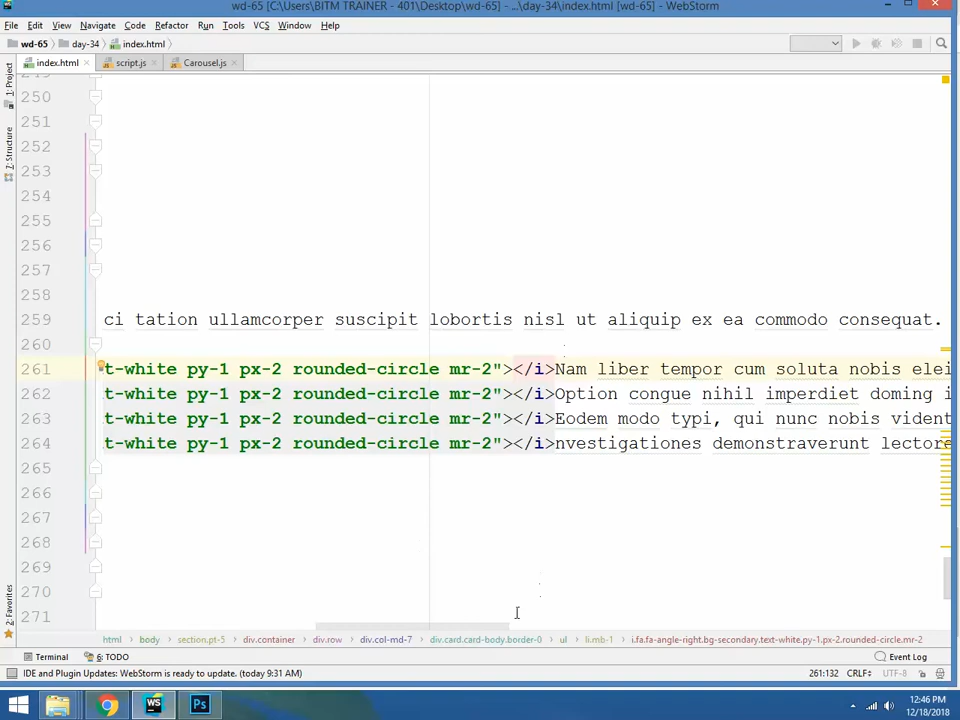 wd-65 [C:\Users\BITM TRAINER - 401\Desktop\wd-65] - ...\day-34\index.html [wd-65] - WebStorm
File Edit View Navigate Code Refactor Run Tools VCS Window Help
wd-65 day-34 index.html
index.html script.js Carousel.js
1: Project
7: Structure
2: Favorites
250
251
252
253
254
255
256
257
258
259 ci tation ullamcorper suscipit lobortis nisl ut aliquip ex ea commodo consequat.
260
261 t-white py-1 px-2 rounded-circle mr-2"></i>Nam liber tempor cum soluta nobis elei
262 t-white py-1 px-2 rounded-circle mr-2"></i>Option congue nihil imperdiet doming i
263 t-white py-1 px-2 rounded-circle mr-2"></i>Eodem modo typi, qui nunc nobis vident
264 t-white py-1 px-2 rounded-circle mr-2"></i>nvestigationes demonstraverunt lectore
265
266
267
268
269
270
271
html body section.pt-5 div.container div.row div.col-md-7 div.card.card-body.border-0 ul li.mb-1 i.fa.fa-angle-right.bg-secondary.text-white.py-1.px-2.rounded-circle.mr-2
Terminal 6: TODO Event Log
IDE and Plugin Updates: WebStorm is ready to update. (today 9:31 AM) 261:132 CRLF UTF-8
WS Ps
12:46 PM
12/18/2018